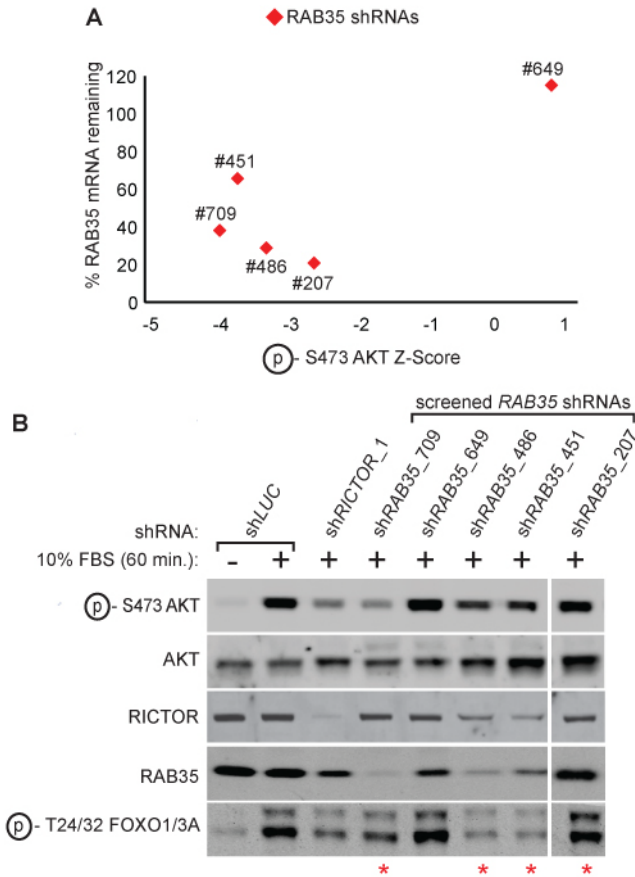 A
RAB35 shRNAs
% RAB35 mRNA remaining
120
100
80
60
40
20
0
#649
#451
#709
#486
#207
-5 -4 -3 -2 -1 0 1
p - S473 AKT Z-Score
B
screened RAB35 shRNAs
shRNA:
shLUC
shRICTOR_1
shRAB35_709
shRAB35_649
shRAB35_486
shRAB35_451
shRAB35_207
10% FBS (60 min.): - + + + + + + +
p - S473 AKT
AKT
RICTOR
RAB35
p - T24/32 FOXO1/3A
* * * *